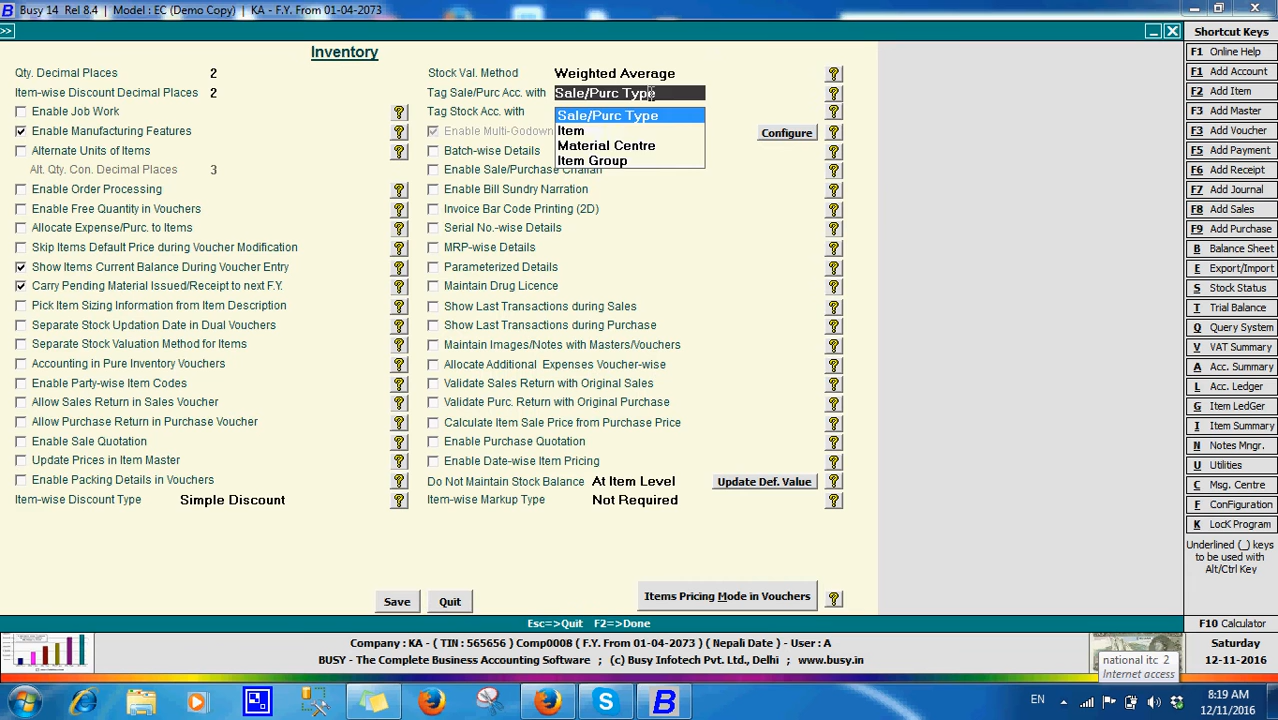 Busy 14 Rel 8.4 | Model : EC (Demo Copy) | KA - F.Y. From 01-04-2073
>>
Inventory
Qty. Decimal Places 2
Item-wise Discount Decimal Places 2
Enable Job Work
Enable Manufacturing Features
Alternate Units of Items
Alt. Qty. Con. Decimal Places 3
Enable Order Processing
Enable Free Quantity in Vouchers
Allocate Expense/Purc. to Items
Skip Items Default Price during Voucher Modification
Show Items Current Balance During Voucher Entry
Carry Pending Material Issued/Receipt to next F.Y.
Pick Item Sizing Information from Item Description
Separate Stock Updation Date in Dual Vouchers
Separate Stock Valuation Method for Items
Accounting in Pure Inventory Vouchers
Enable Party-wise Item Codes
Allow Sales Return in Sales Voucher
Allow Purchase Return in Purchase Voucher
Enable Sale Quotation
Update Prices in Item Master
Enable Packing Details in Vouchers
Item-wise Discount Type Simple Discount
Stock Val. Method Weighted Average
Tag Sale/Purc Acc. with Sale/Purc Type
Tag Stock Acc. with
Sale/Purc Type
Item
Material Centre
Item Group
Enable Multi-Godown
Configure
Batch-wise Details
Enable Sale/Purchase Challan
Enable Bill Sundry Narration
Invoice Bar Code Printing (2D)
Serial No.-wise Details
MRP-wise Details
Parameterized Details
Maintain Drug Licence
Show Last Transactions during Sales
Show Last Transactions during Purchase
Maintain Images/Notes with Masters/Vouchers
Allocate Additional Expenses Voucher-wise
Validate Sales Return with Original Sales
Validate Purc. Return with Original Purchase
Calculate Item Sale Price from Purchase Price
Enable Purchase Quotation
Enable Date-wise Item Pricing
Do Not Maintain Stock Balance At Item Level Update Def. Value
Item-wise Markup Type Not Required
Save Quit Items Pricing Mode in Vouchers
Esc=>Quit F2=>Done
Shortcut Keys
F1 Online Help
F1 Add Account
F2 Add Item
F3 Add Master
F3 Add Voucher
F5 Add Payment
F6 Add Receipt
F7 Add Journal
F8 Add Sales
F9 Add Purchase
B Balance Sheet
E Export/Import
S Stock Status
T Trial Balance
Q Query System
V VAT Summary
A Acc. Summary
L Acc. Ledger
G Item LedGer
I Item Summary
N Notes Mngr.
U Utilities
C Msg. Centre
F ConFiguration
K LocK Program
Underlined (_) keys
to be used with
Alt/Ctrl Key
F10 Calculator
Company : KA - ( TIN : 565656 ) Comp0008 ( F.Y. From 01-04-2073 ) ( Nepali Date ) - User : A
BUSY - The Complete Business Accounting Software ; (c) Busy Infotech Pvt. Ltd., Delhi ; www.busy.in
Saturday
12-11-2016
national itc 2
Internet access
EN
8:19 AM
12/11/2016